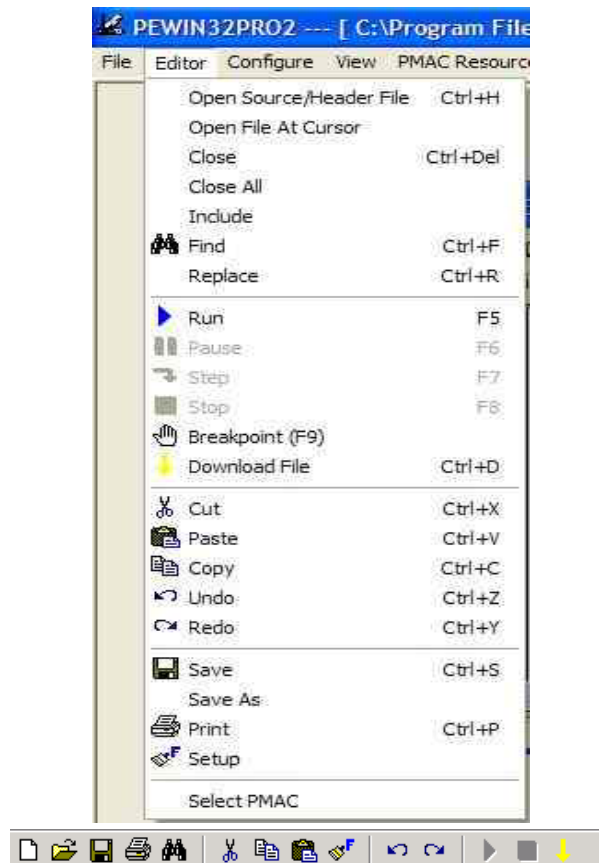 PEWIN32PRO2 --- [ C:\Program File
File Editor Configure View PMAC Resourc
Open Source/Header File Ctrl+H
Open File At Cursor
Close Ctrl+Del
Close All
Include
Find Ctrl+F
Replace Ctrl+R
Run F5
Pause F6
Step F7
Stop F8
Breakpoint (F9)
Download File Ctrl+D
Cut Ctrl+X
Paste Ctrl+V
Copy Ctrl+C
Undo Ctrl+Z
Redo Ctrl+Y
Save Ctrl+S
Save As
Print Ctrl+P
Setup
Select PMAC